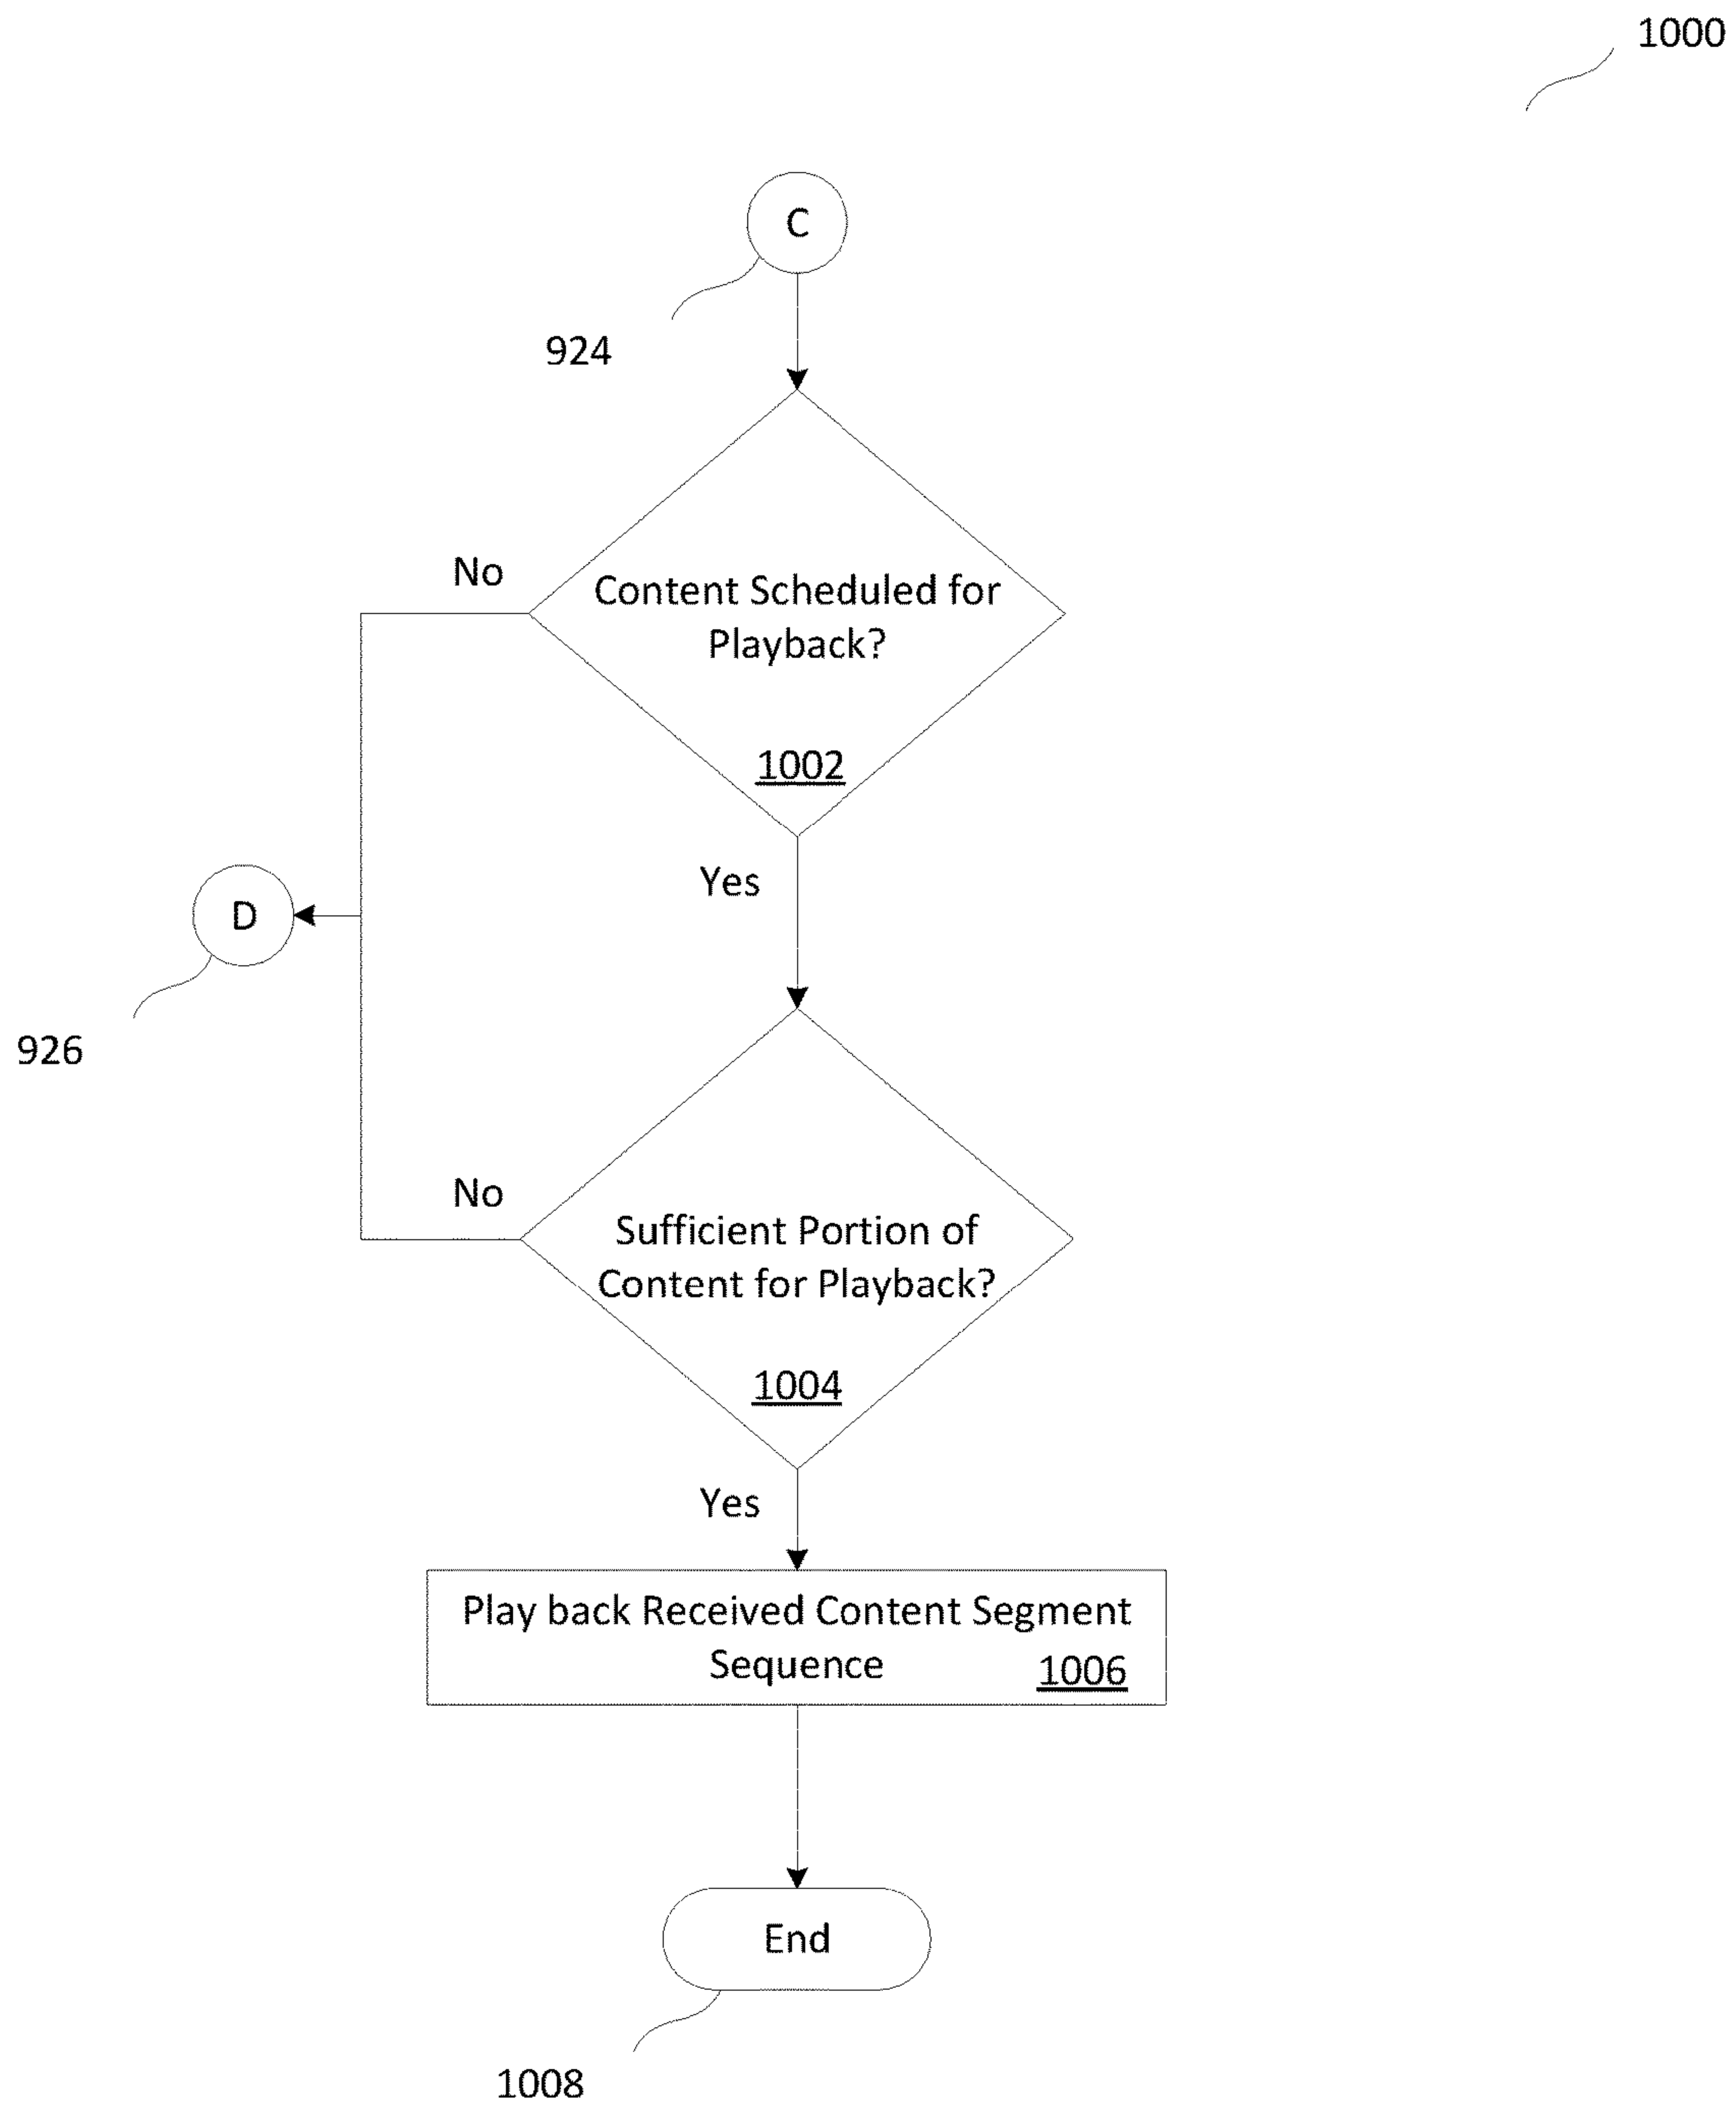 1000
C
924
No
Content Scheduled for
Playback?
1002
Yes
D
926
No
Sufficient Portion of
Content for Playback?
1004
Yes
Play back Received Content Segment
Sequence 1006
End
1008